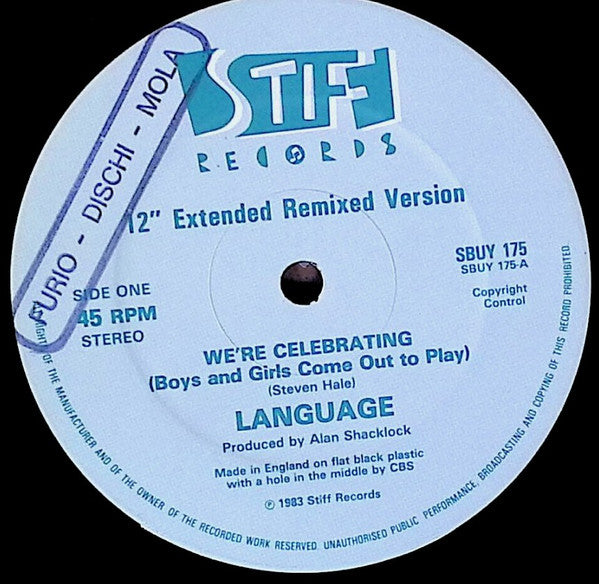 STIFF
RECORDS
FURIO - DISCHI - MOLA
12" Extended Remixed Version
SBUY 175
SBUY 175-A
SIDE ONE
45 RPM
STEREO
Copyright
Control
WE'RE CELEBRATING
(Boys and Girls Come Out to Play)
(Steven Hale)
LANGUAGE
Produced by Alan Shacklock
Made in England on flat black plastic
with a hole in the middle by CBS
℗ 1983 Stiff Records
OF THE MANUFACTURER AND OF THE OWNER OF THE RECORDED WORK RESERVED. UNAUTHORISED PUBLIC PERFORMANCE, BROADCASTING AND COPYING OF THIS RECORD PROHIBITED.